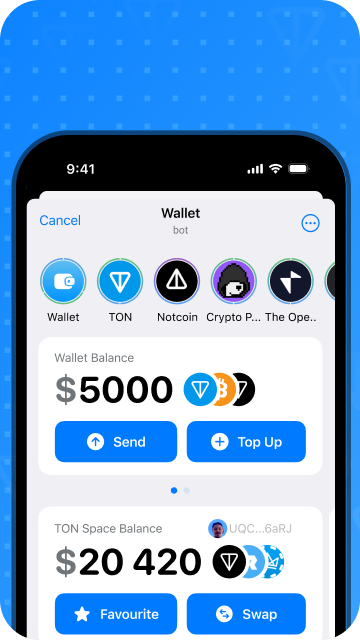 9:41
Cancel
Wallet
bot
Wallet
TON
Notcoin
Crypto P...
The Ope..
Wallet Balance
$5000
Send
Top Up
TON Space Balance
UQC...6aRJ
$20 420
Favourite
Swap